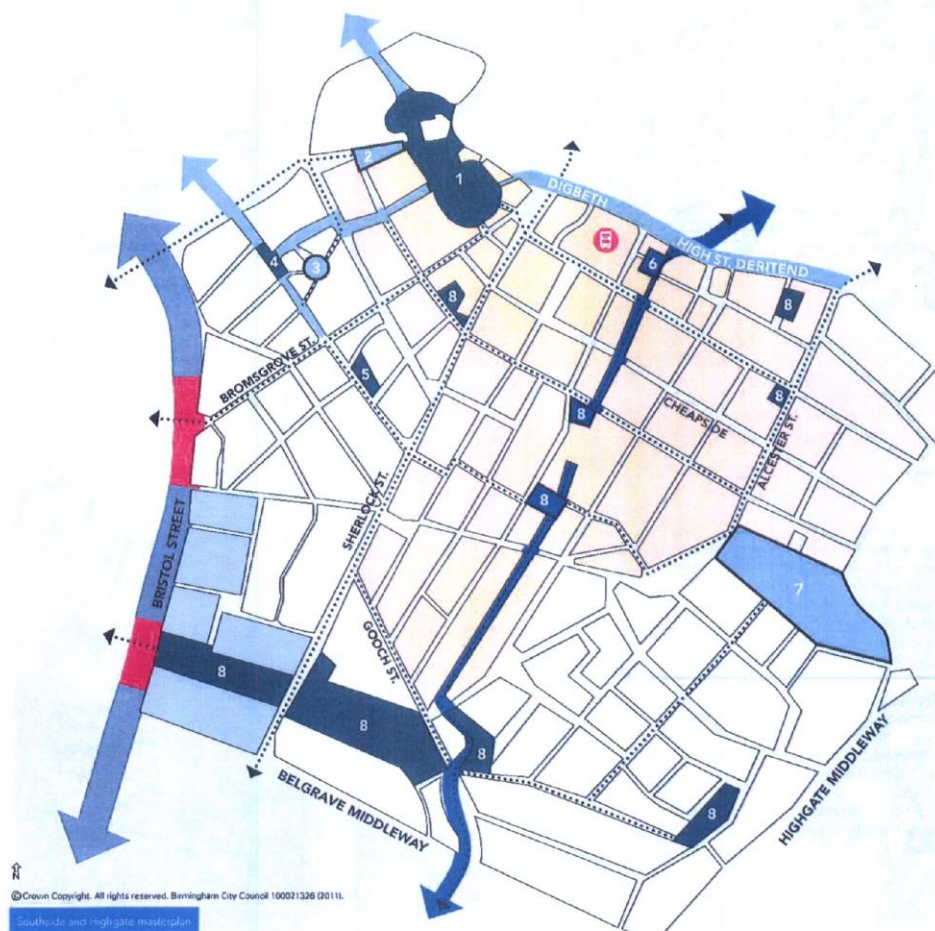 2
1
DIGBETH
HIGH ST. DERITEND
4
3
6
8
8
BROMSGROVE ST.
5
8
CHEAPSIDE
8
ALCESTER ST.
SHERLOCK ST.
BRISTOL STREET
8
7
GOOCH ST.
8
8
8
8
BELGRAVE MIDDLEWAY
HIGHGATE MIDDLEWAY
N
©Crown Copyright. All rights reserved. Birmingham City Council 100021326 (2011).
Southside and Highgate masterplan